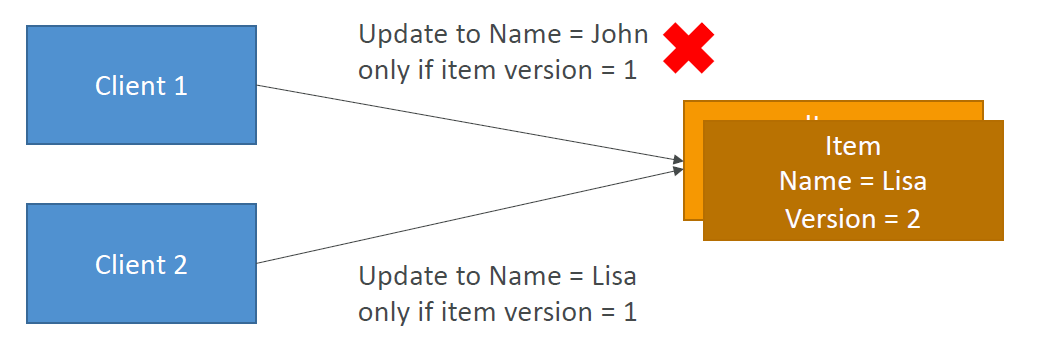 Update to Name = John
only if item version = 1
Client 1
Item
Name = Lisa
Version = 2
Client 2
Update to Name = Lisa
only if item version = 1